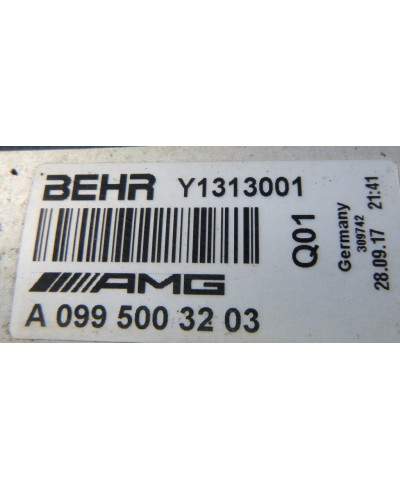 BEHR Y1313001
AMG
A 099 500 32 03
Q01
Germany
309742
28.09.17 21:41